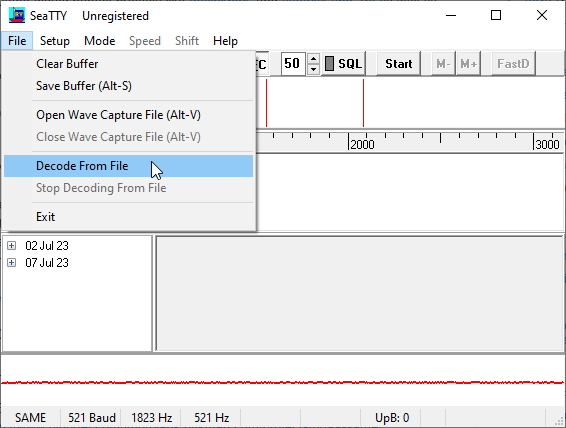 SeaTTY Unregistered
File Setup Mode Speed Shift Help
Clear Buffer
50 SQL Start M- M+ FastD
Save Buffer (Alt-S)
Open Wave Capture File (Alt-V)
Close Wave Capture File (Alt-V)
2000 3000
Decode From File
Stop Decoding From File
Exit
02 Jul 23
07 Jul 23
SAME 521 Baud 1823 Hz 521 Hz UpB: 0